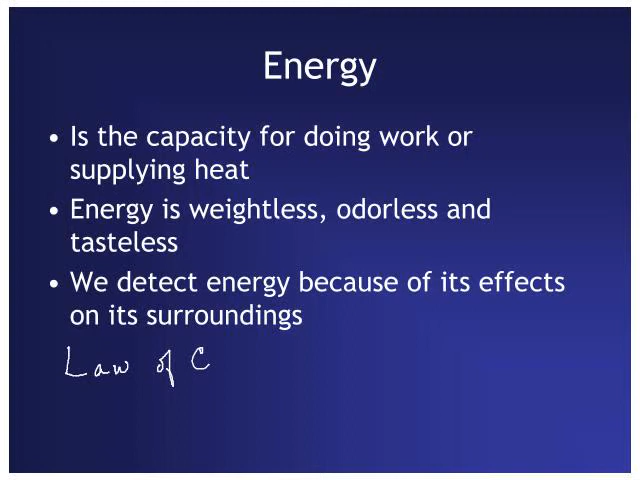 Energy
• Is the capacity for doing work or
supplying heat
• Energy is weightless, odorless and
tasteless
• We detect energy because of its effects
on its surroundings
Law of C